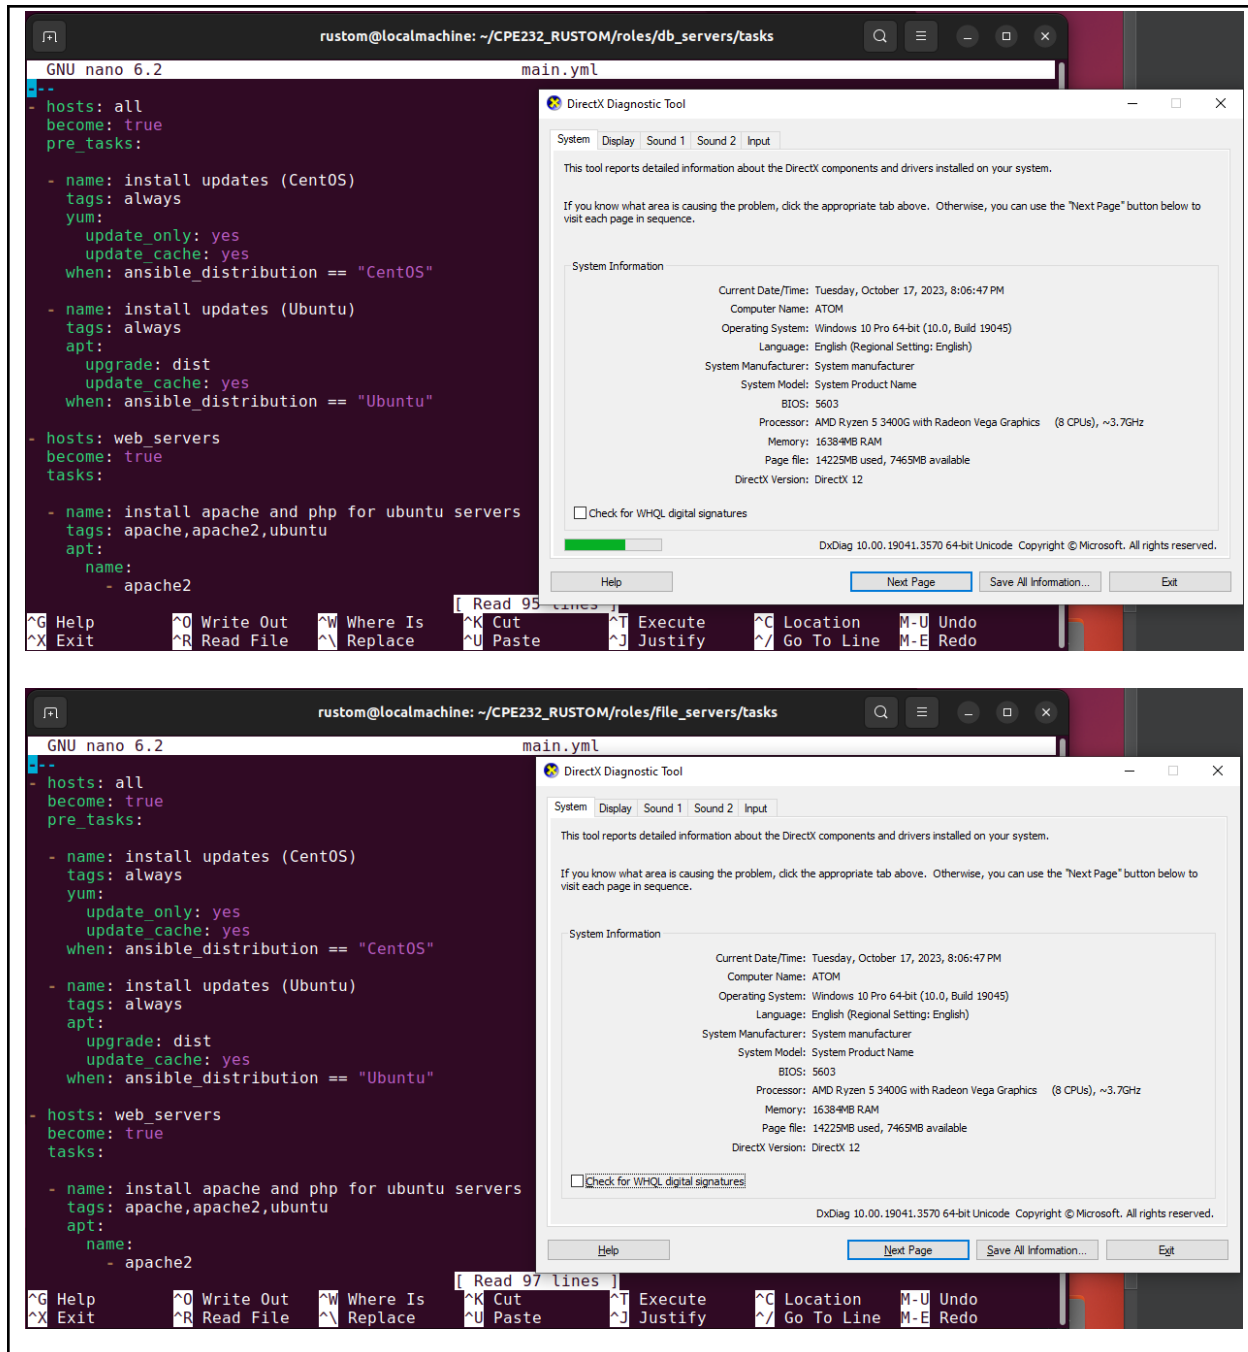 rustom@localmachine: ~/CPE232_RUSTOM/roles/db_servers/tasks
GNU nano 6.2 main.yml
---
- hosts: all
become: true
pre_tasks:
- name: install updates (CentOS)
tags: always
yum:
update_only: yes
update_cache: yes
when: ansible_distribution == "CentOS"
- name: install updates (Ubuntu)
tags: always
apt:
upgrade: dist
update_cache: yes
when: ansible_distribution == "Ubuntu"
- hosts: web_servers
become: true
tasks:
- name: install apache and php for ubuntu servers
tags: apache,apache2,ubuntu
apt:
name:
- apache2
[ Read 95 lines ]
^G Help ^O Write Out ^W Where Is ^K Cut ^T Execute ^C Location M-U Undo
^X Exit ^R Read File ^\ Replace ^U Paste ^J Justify ^/ Go To Line M-E Redo
DirectX Diagnostic Tool
System Display Sound 1 Sound 2 Input
This tool reports detailed information about the DirectX components and drivers installed on your system.
If you know what area is causing the problem, click the appropriate tab above. Otherwise, you can use the "Next Page" button below to
visit each page in sequence.
System Information
Current Date/Time: Tuesday, October 17, 2023, 8:06:47 PM
Computer Name: ATOM
Operating System: Windows 10 Pro 64-bit (10.0, Build 19045)
Language: English (Regional Setting: English)
System Manufacturer: System manufacturer
System Model: System Product Name
BIOS: 5603
Processor: AMD Ryzen 5 3400G with Radeon Vega Graphics (8 CPUs), ~3.7GHz
Memory: 16384MB RAM
Page file: 14225MB used, 7465MB available
DirectX Version: DirectX 12
Check for WHQL digital signatures
DxDiag 10.00.19041.3570 64-bit Unicode Copyright © Microsoft. All rights reserved.
Help Next Page Save All Information... Exit
rustom@localmachine: ~/CPE232_RUSTOM/roles/file_servers/tasks
GNU nano 6.2 main.yml
---
- hosts: all
become: true
pre_tasks:
- name: install updates (CentOS)
tags: always
yum:
update_only: yes
update_cache: yes
when: ansible_distribution == "CentOS"
- name: install updates (Ubuntu)
tags: always
apt:
upgrade: dist
update_cache: yes
when: ansible_distribution == "Ubuntu"
- hosts: web_servers
become: true
tasks:
- name: install apache and php for ubuntu servers
tags: apache,apache2,ubuntu
apt:
name:
- apache2
[ Read 97 lines ]
^G Help ^O Write Out ^W Where Is ^K Cut ^T Execute ^C Location M-U Undo
^X Exit ^R Read File ^\ Replace ^U Paste ^J Justify ^/ Go To Line M-E Redo
DirectX Diagnostic Tool
System Display Sound 1 Sound 2 Input
This tool reports detailed information about the DirectX components and drivers installed on your system.
If you know what area is causing the problem, click the appropriate tab above. Otherwise, you can use the "Next Page" button below to
visit each page in sequence.
System Information
Current Date/Time: Tuesday, October 17, 2023, 8:06:47 PM
Computer Name: ATOM
Operating System: Windows 10 Pro 64-bit (10.0, Build 19045)
Language: English (Regional Setting: English)
System Manufacturer: System manufacturer
System Model: System Product Name
BIOS: 5603
Processor: AMD Ryzen 5 3400G with Radeon Vega Graphics (8 CPUs), ~3.7GHz
Memory: 16384MB RAM
Page file: 14225MB used, 7465MB available
DirectX Version: DirectX 12
Check for WHQL digital signatures
DxDiag 10.00.19041.3570 64-bit Unicode Copyright © Microsoft. All rights reserved.
Help Next Page Save All Information... Exit